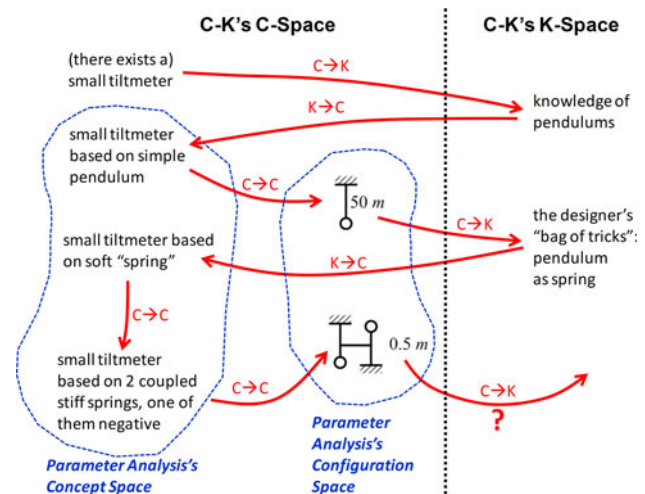 C-K's C-Space
C-K's K-Space
(there exists a)
small tiltmeter
C→K
knowledge of
pendulums
K→C
small tiltmeter
based on simple
pendulum
C→C
50 m
C→K
the designer's
"bag of tricks":
pendulum
as spring
K→C
small tiltmeter based
on soft "spring"
C→C
small tiltmeter
based on 2 coupled
stiff springs, one of
them negative
C→C
0.5 m
C→K
?
Parameter Analysis's
Concept Space
Parameter
Analysis's
Configuration
Space